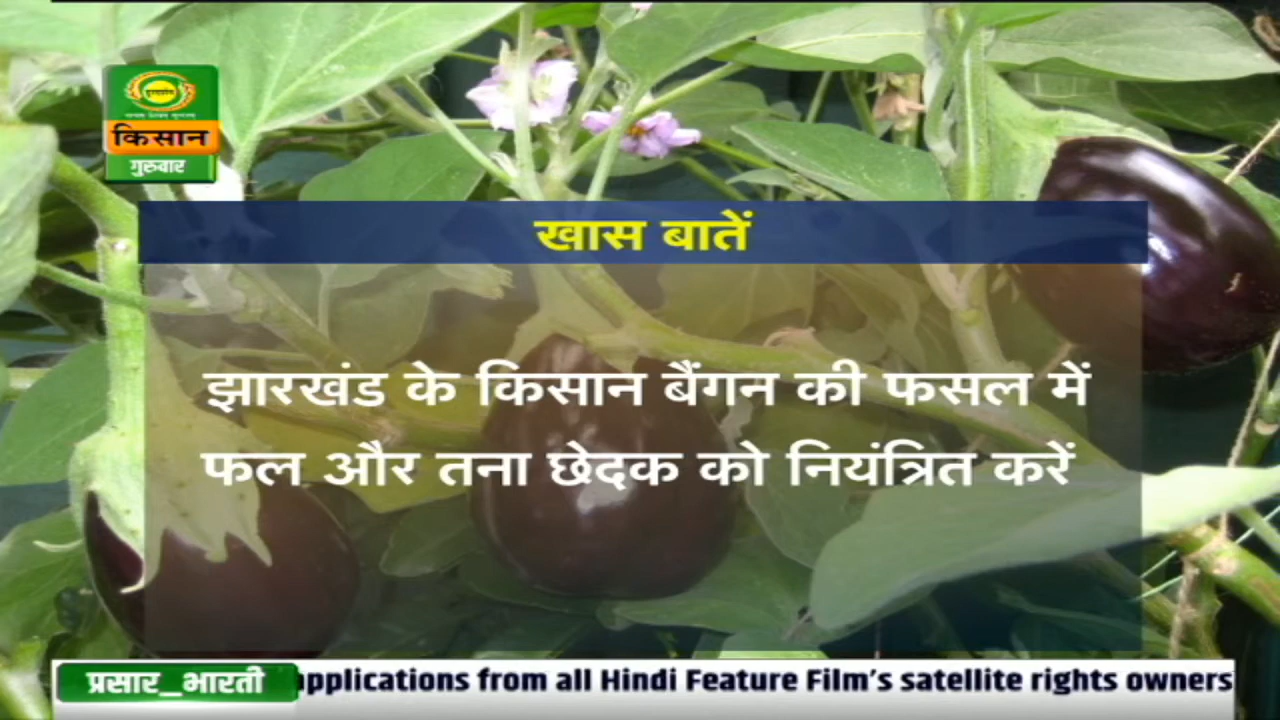 किसान
गुरुवार
खास बातें
झारखंड के किसान बैंगन की फसल में
फल और तना छेदक को नियंत्रित करें
प्रसार_भारती
applications from all Hindi Feature Film's satellite rights owners